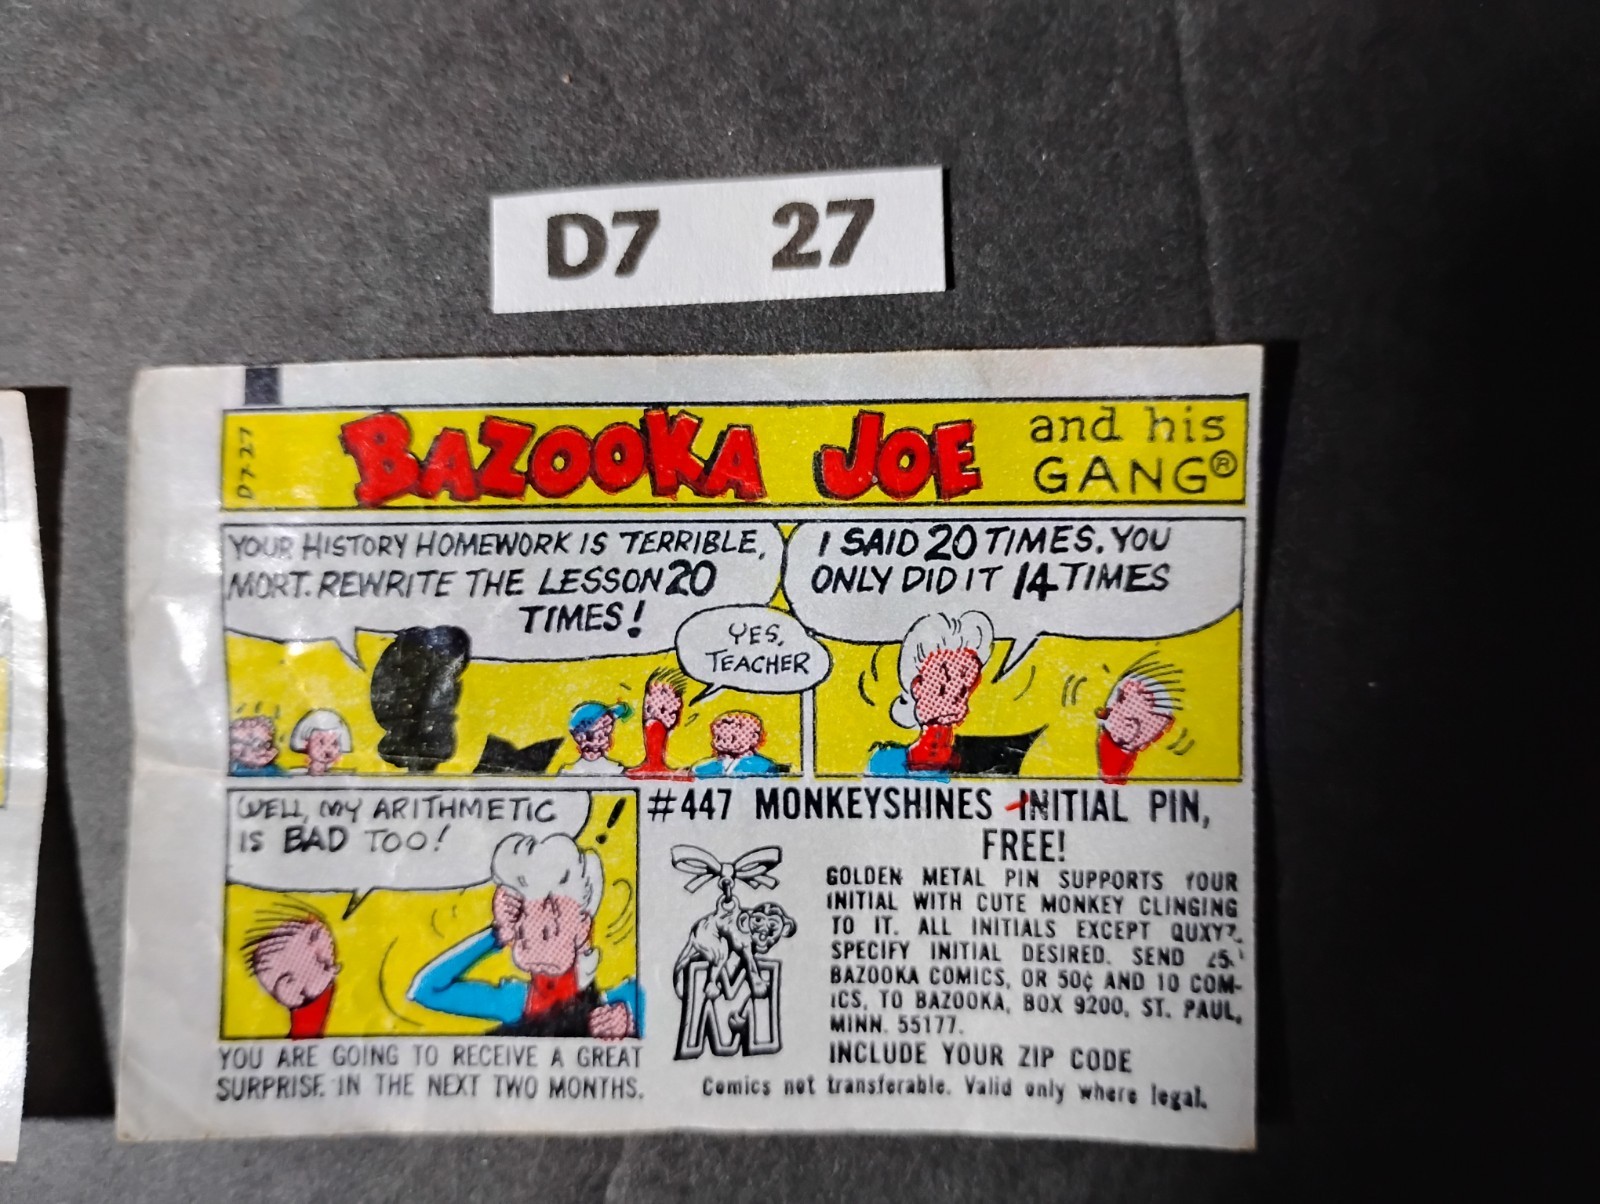 D7 27
D7-27
BAZOOKA JOE
and his
GANG®
YOUR HISTORY HOMEWORK IS TERRIBLE,
MORT. REWRITE THE LESSON 20
TIMES!
YES,
TEACHER
I SAID 20 TIMES. YOU
ONLY DID IT 14 TIMES
WELL, MY ARITHMETIC
IS BAD TOO!
!
YOU ARE GOING TO RECEIVE A GREAT
SURPRISE IN THE NEXT TWO MONTHS.
#447 MONKEYSHINES INITIAL PIN,
FREE!
M
GOLDEN METAL PIN SUPPORTS YOUR
INITIAL WITH CUTE MONKEY CLINGING
TO IT. ALL INITIALS EXCEPT QUXYZ.
SPECIFY INITIAL DESIRED. SEND
BAZOOKA COMICS, OR 50¢ AND 10 COM-
ICS, TO BAZOOKA, BOX 9200, ST. PAUL,
MINN. 55177.
INCLUDE YOUR ZIP CODE
Comics not transferable. Valid only where legal.